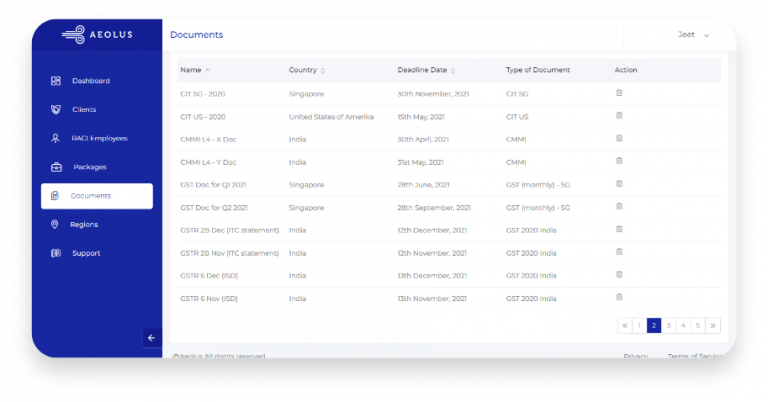 AEOLUS
Documents
Jeet
Dashboard
Clients
RACI Employees
Packages
Documents
Regions
Support
Name Country Deadline Date Type of Document Action
CIT SG - 2020 Singapore 30th November, 2021 CIT SG
CIT US - 2020 United States of Amerika 15th May, 2021 CIT US
CMMI L4 - X Doc India 30th April, 2021 CMMI
CMMI L4 - Y Doc India 31st May, 2021 CMMI
GST Doc for Q1 2021 Singapore 28th June, 2021 GST (monthly) - SG
GST Doc for Q2 2021 Singapore 28th September, 2021 GST (monthly) - SG
GSTR 2B Dec (ITC statement) India 12th December, 2021 GST 2020 India
GSTR 2B Nov (ITC statement) India 12th November, 2021 GST 2020 India
GSTR 6 Dec (ISD) India 13th December, 2021 GST 2020 India
GSTR 6 Nov (ISD) India 13th November, 2021 GST 2020 India
« 1 2 3 4 5 »
©Aeolus All rights reserved Privacy Terms of Service